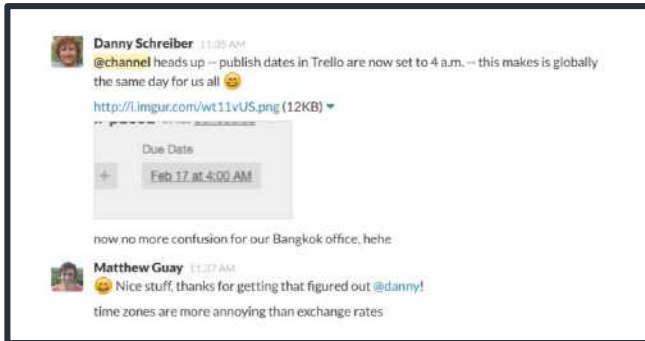 Danny Schreiber 11:05 AM
@channel heads up -- publish dates in Trello are now set to 4 a.m. -- this makes is globally
the same day for us all
http://i.imgur.com/wt11vUS.png (12KB)
Due Date
+ Feb 17 at 4:00 AM
now no more confusion for our Bangkok office, hehe
Matthew Guay 11:37 AM
Nice stuff, thanks for getting that figured out @danny!
time zones are more annoying than exchange rates